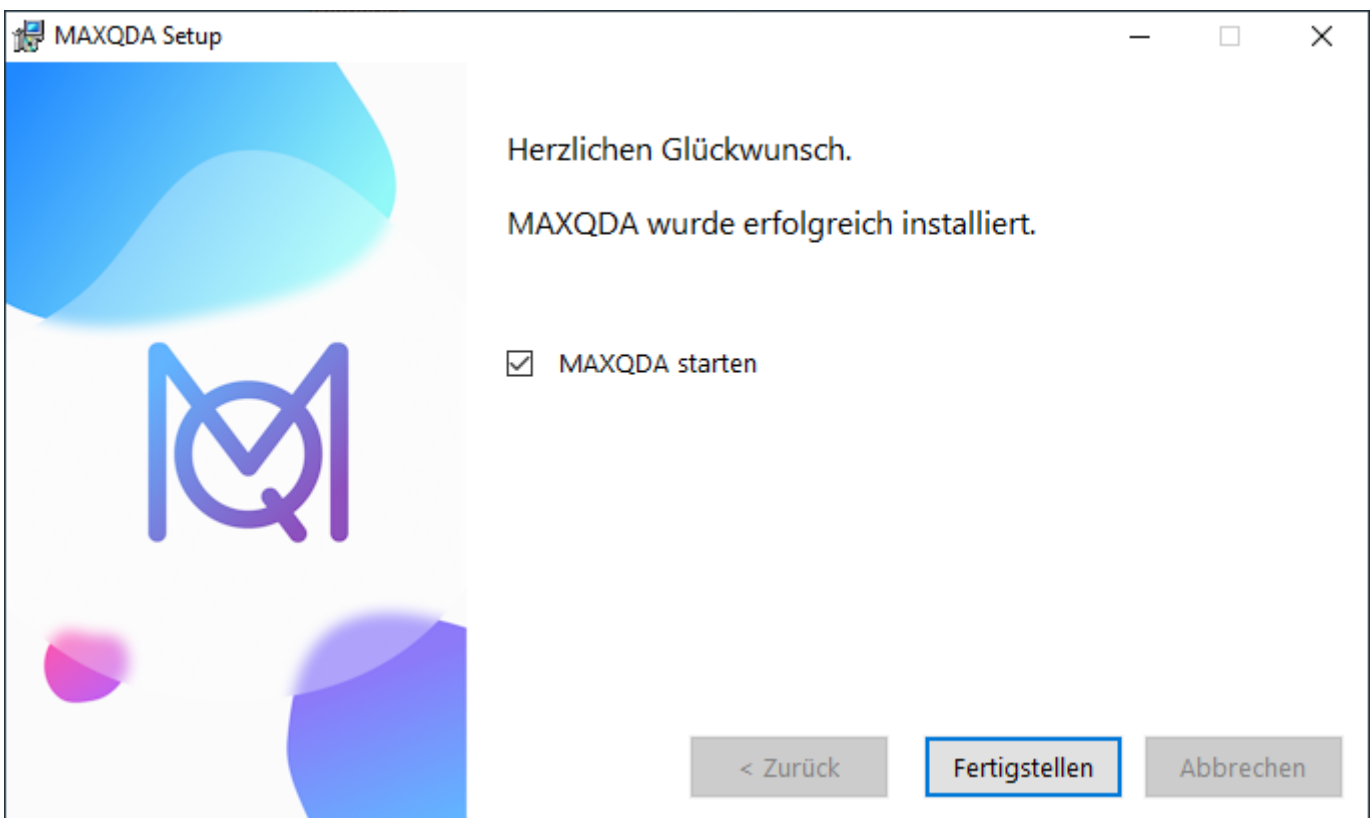 MAXQDA Setup
Herzlichen Glückwunsch.
MAXQDA wurde erfolgreich installiert.
MAXQDA starten
< Zurück
Fertigstellen
Abbrechen